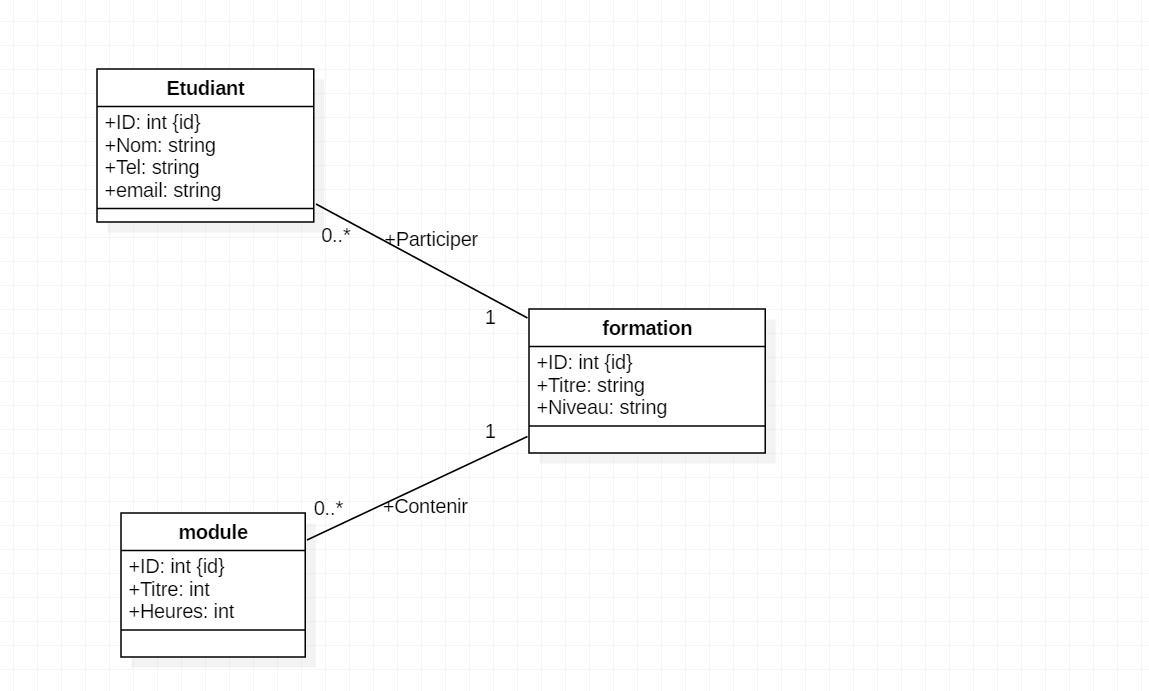 Etudiant
+ID: int {id}
+Nom: string
+Tel: string
+email: string
0..*
+Participer
1
formation
+ID: int {id}
+Titre: string
+Niveau: string
1
0..*
+Contenir
module
+ID: int {id}
+Titre: int
+Heures: int